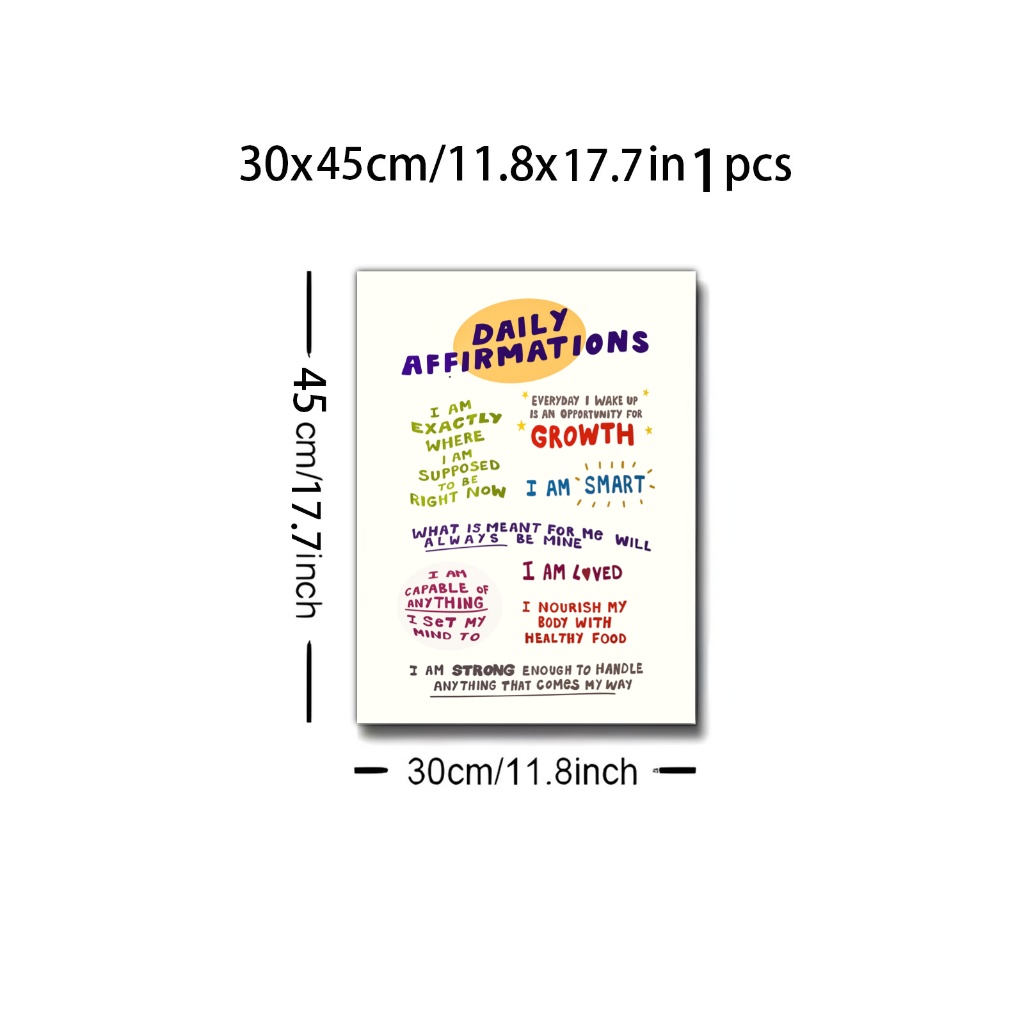 30x45cm/11.8x17.7in 1 pcs
45 cm/17.7inch
DAILY
AFFIRMATIONS
I AM
EXACTLY
WHERE
I AM
SUPPOSED
TO BE
RIGHT NOW
EVERYDAY I WAKE UP
IS AN OPPORTUNITY FOR
GROWTH
I AM SMART
WHAT IS MEANT FOR Me WILL
ALWAYS BE MINE
I AM
CAPABLE OF
ANYTHING
I SeT MY
MIND TO
I AM L♥VED
I NOURISH MY
BODY WITH
HEALTHY FOOD
I AM STRONG ENOUGH TO HANDLE
ANYTHING THAT COMES MY WAY
30cm/11.8inch